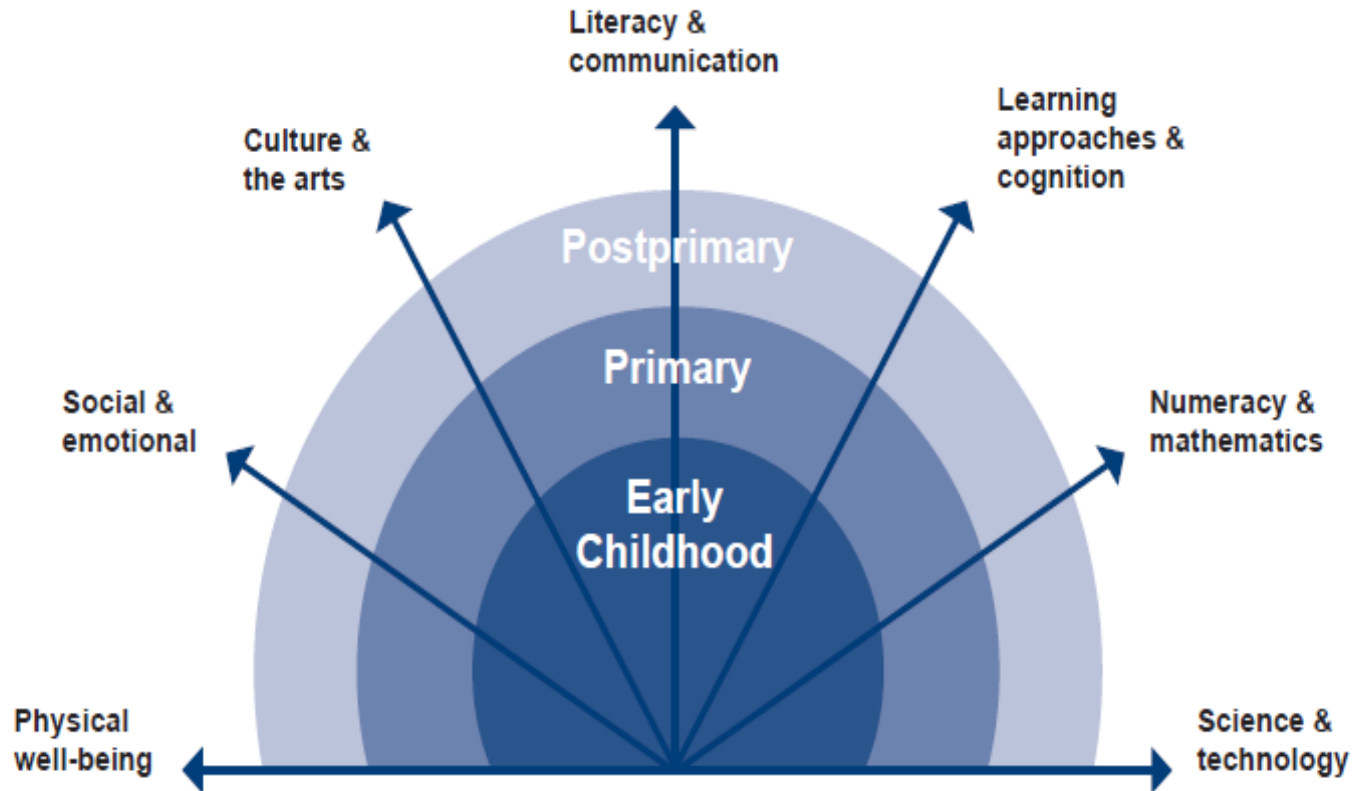 Literacy &
communication
Learning
approaches &
cognition
Culture &
the arts
Postprimary
Primary
Social &
emotional
Numeracy &
mathematics
Early
Childhood
Physical
well-being
Science &
technology